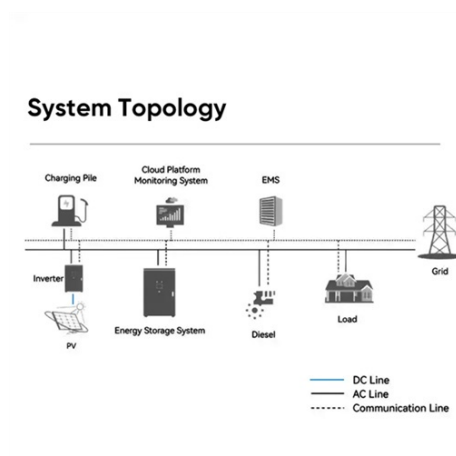 System Topology
Charging Pile
Cloud Platform
Monitoring System
EMS
Grid
Inverter
PV
Energy Storage System
Diesel
Load
DC Line
AC Line
Communication Line